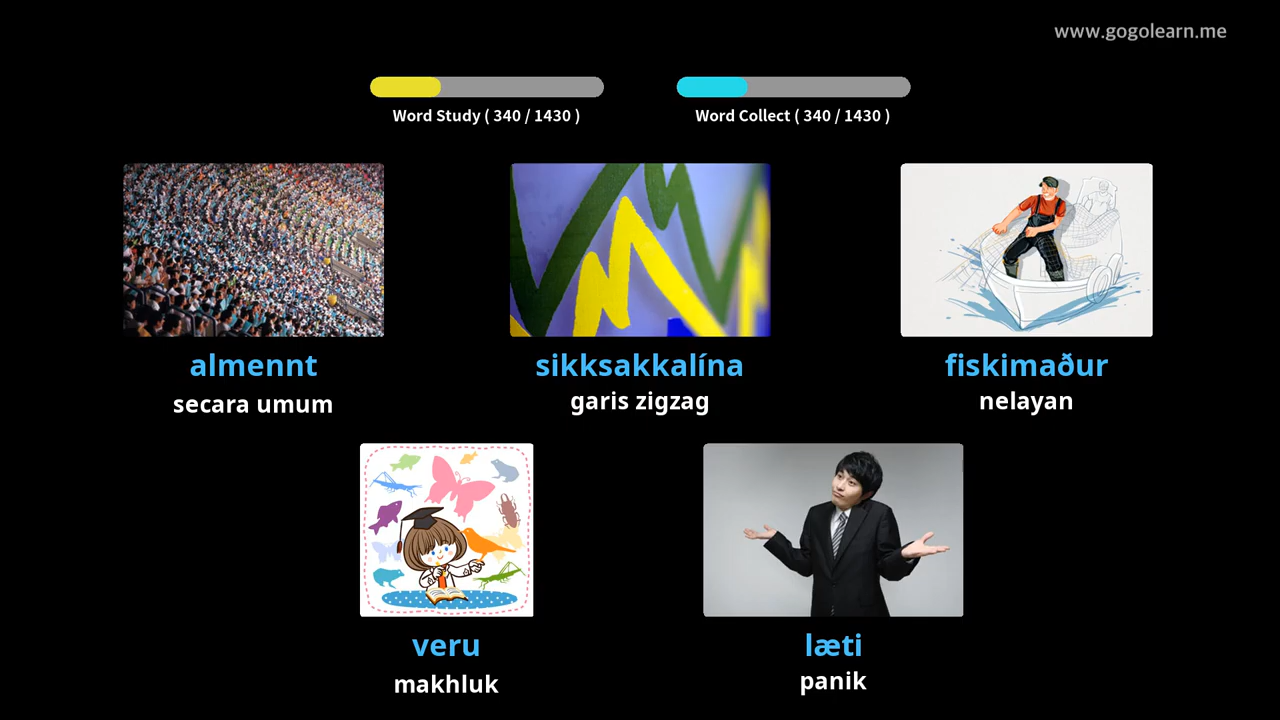 www.gogolearn.me
Word Study ( 340 / 1430 )
Word Collect ( 340 / 1430 )
almennt
secara umum
sikksakkalína
garis zigzag
fiskimaður
nelayan
veru
makhluk
læti
panik